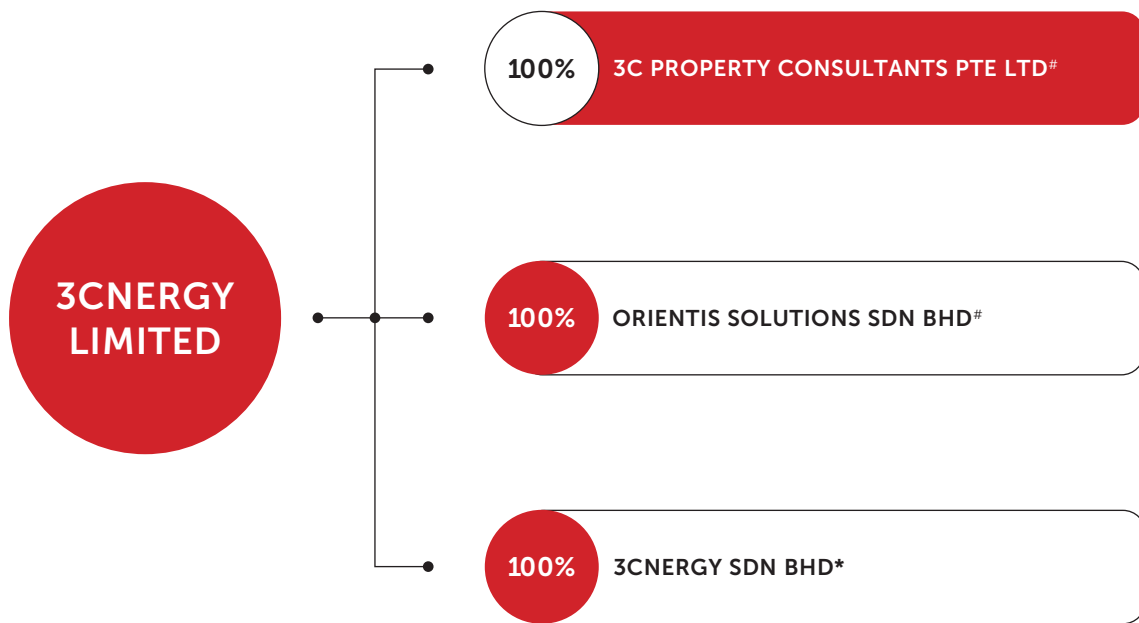 100%
3C PROPERTY CONSULTANTS PTE LTD#
3CNERGY
LIMITED
100%
ORIENTIS SOLUTIONS SDN BHD#
100%
3CNERGY SDN BHD*